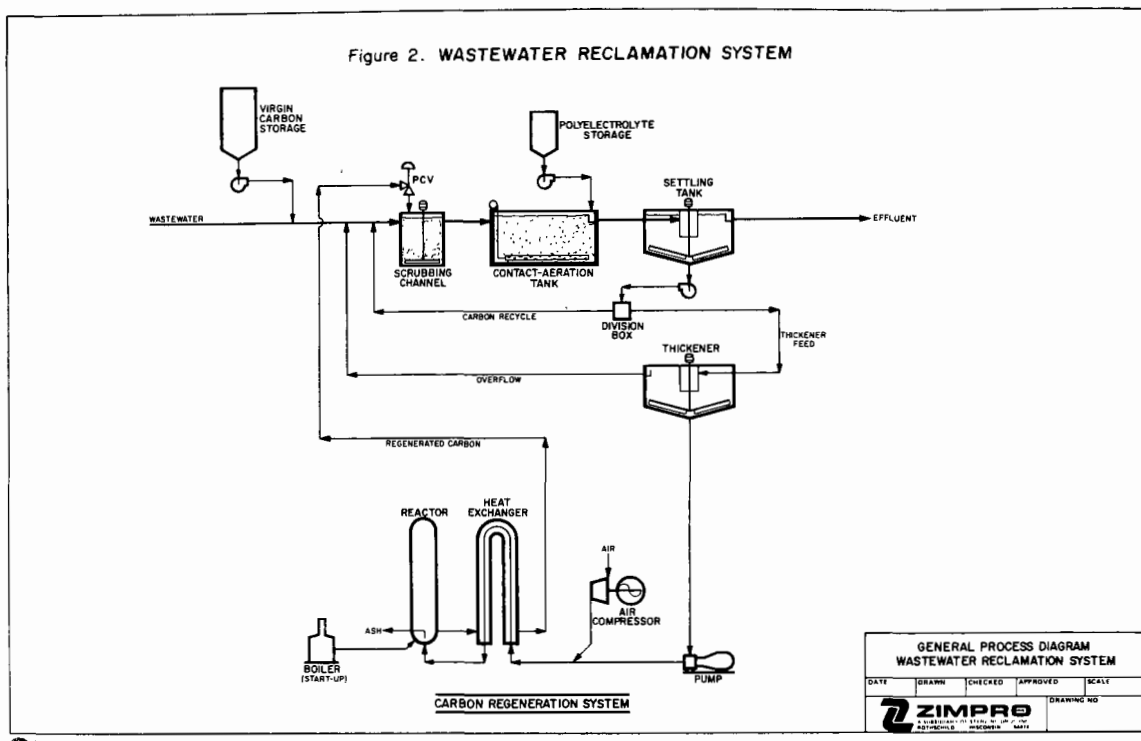 Figure 2. WASTEWATER RECLAMATION SYSTEM
VIRGIN
CARBON
STORAGE
POLYELECTROLYTE
STORAGE
PCV
SETTLING
TANK
WASTEWATER
EFFLUENT
SCRUBBING
CHANNEL
CONTACT-AERATION
TANK
CARBON RECYCLE
DIVISION
BOX
THICKENER
FEED
THICKENER
OVERFLOW
REGENERATED CARBON
REACTOR
HEAT
EXCHANGER
AIR
AIR
COMPRESSOR
ASH
BOILER
(START-UP)
PUMP
CARBON REGENERATION SYSTEM
GENERAL PROCESS DIAGRAM
WASTEWATER RECLAMATION SYSTEM
DATE DRAWN CHECKED APPROVED SCALE
ZIMPRO
DRAWING NO
ROTHSCHILD WISCONSIN